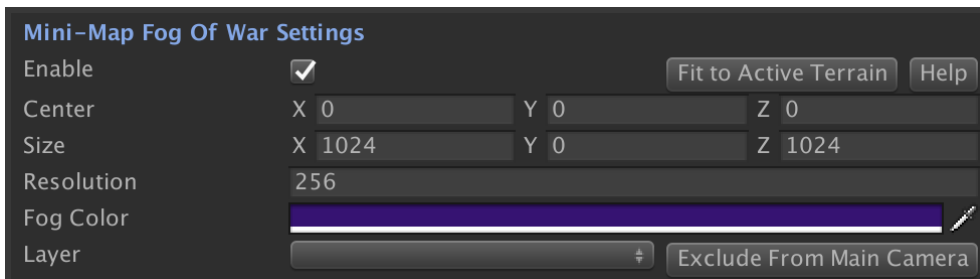 Mini-Map Fog Of War Settings
Enable Fit to Active Terrain Help
Center X 0 Y 0 Z 0
Size X 1024 Y 0 Z 1024
Resolution 256
Fog Color
Layer Exclude From Main Camera